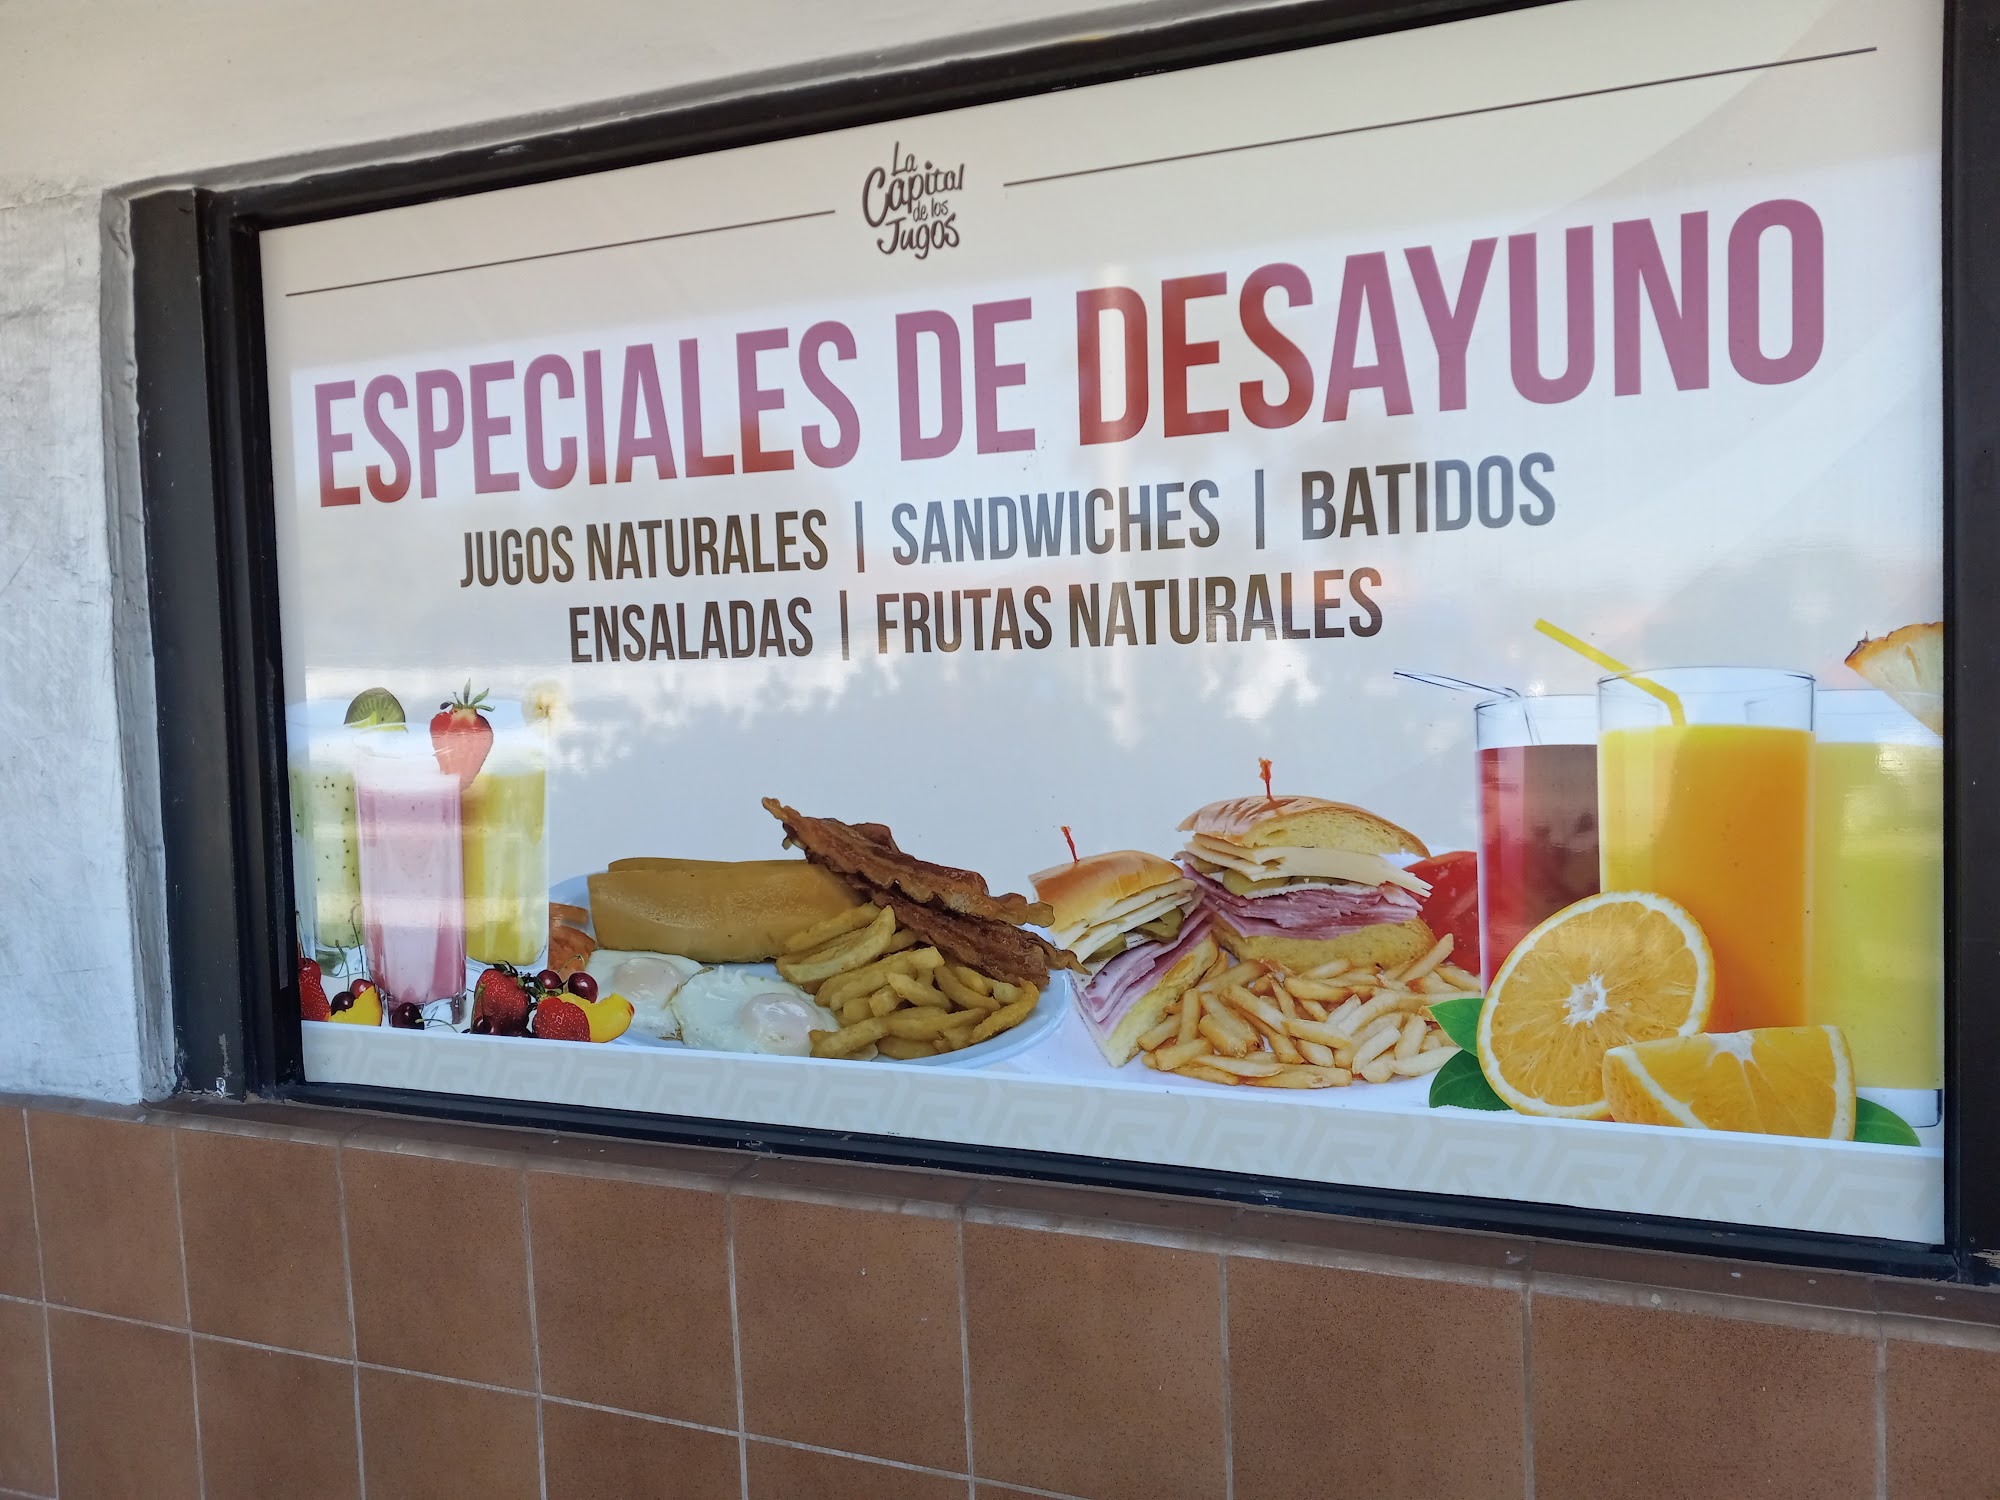 La
Capital
de los
Jugos
ESPECIALES DE DESAYUNO
JUGOS NATURALES | SANDWICHES | BATIDOS
ENSALADAS | FRUTAS NATURALES